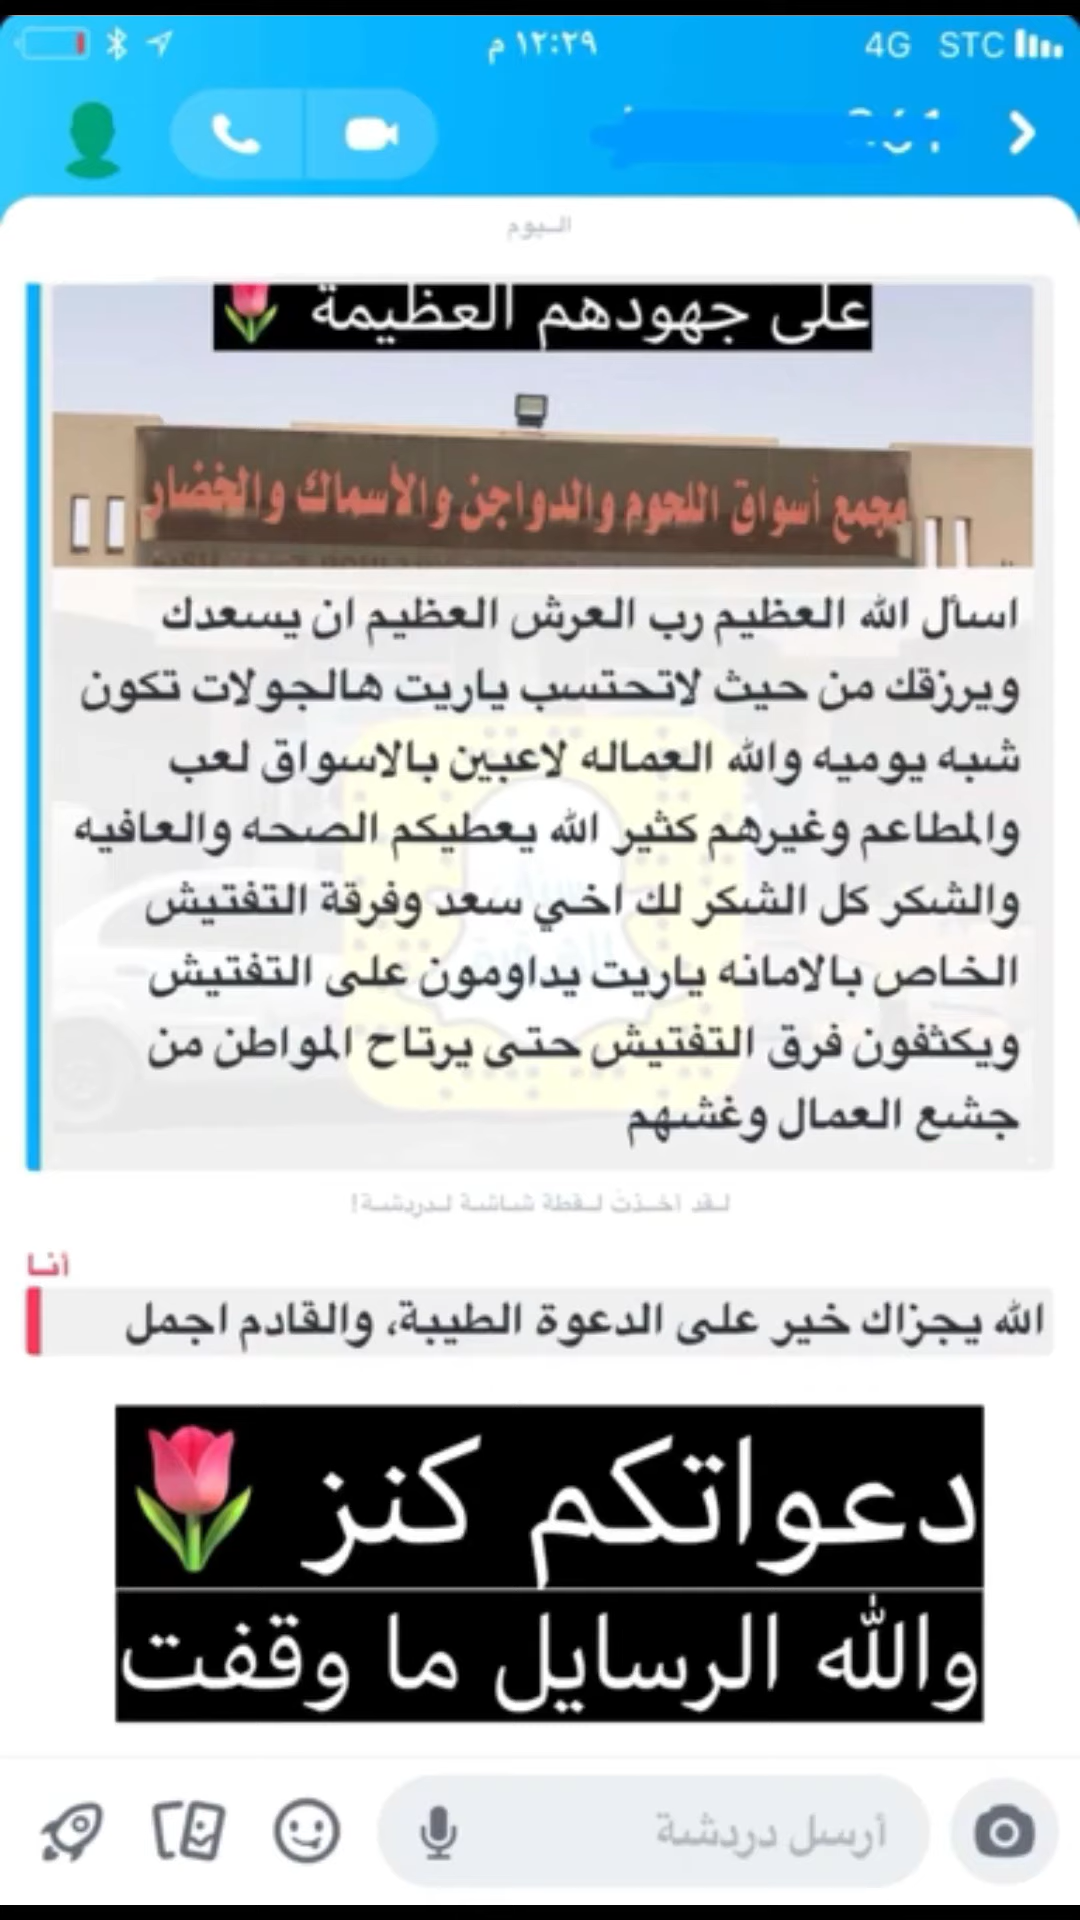 ١٢:٢٩ م
4G STC
اليوم
على جهودهم العظيمة
مجمع أسواق اللحوم والدواجن والأسماك والخضار
اسأل الله العظيم رب العرش العظيم ان يسعدك
ويرزقك من حيث لاتحتسب ياريت هالجولات تكون
شبه يوميه والله العماله لاعبين بالاسواق لعب
والمطاعم وغيرهم كثير الله يعطيكم الصحه والعافيه
والشكر كل الشكر لك اخي سعد وفرقة التفتيش
الخاص بالامانه ياريت يداومون على التفتيش
ويكثفون فرق التفتيش حتى يرتاح المواطن من
جشع العمال وغشهم
لقد اخذت لقطة شاشة لدردشة!
أنا
الله يجزاك خير على الدعوة الطيبة، والقادم اجمل
دعواتكم كنز
والله الرسايل ما وقفت
أرسل دردشة